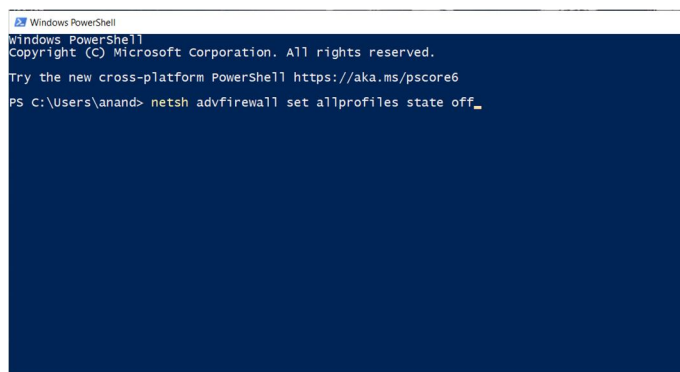 Windows PowerShell
Windows PowerShell
Copyright (C) Microsoft Corporation. All rights reserved.
Try the new cross-platform PowerShell https://aka.ms/pscore6
PS C:\Users\anand> netsh advfirewall set allprofiles state off